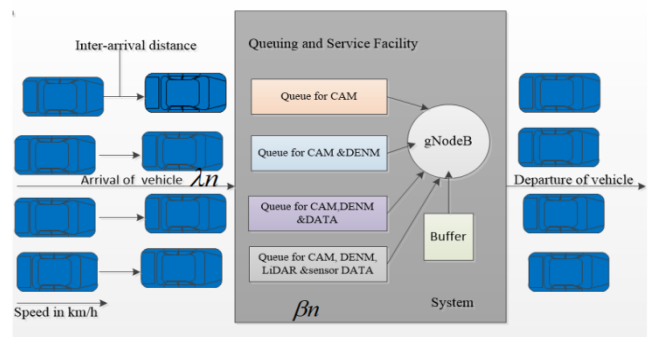 Inter-arrival distance
Queuing and Service Facility
Queue for CAM
gNodeB
Queue for CAM &DENM
Arrival of vehicle λn
Departure of vehicle
Queue for CAM,DENM
&DATA
Buffer
Queue for CAM, DENM,
LiDAR &sensor DATA
Speed in km/h
βn
System